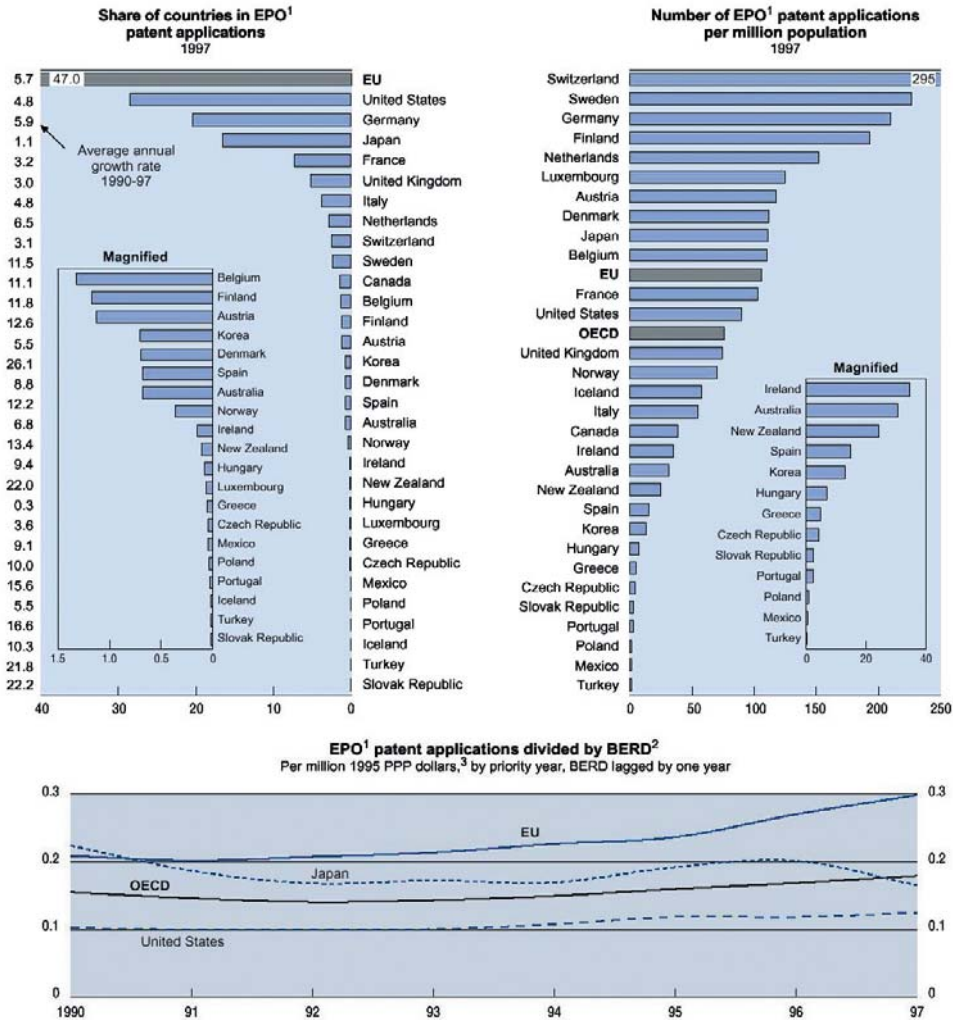 Share of countries in EPO¹
patent applications
1997
5.7 47.0 EU
4.8 United States
5.9 Germany
1.1 Japan
3.2 France
3.0 United Kingdom
4.8 Italy
6.5 Netherlands
3.1 Switzerland
11.5 Sweden
11.1 Canada
11.8 Belgium
12.6 Finland
5.5 Austria
26.1 Korea
8.8 Denmark
12.2 Spain
6.8 Australia
13.4 Norway
9.4 Ireland
22.0 New Zealand
0.3 Hungary
3.6 Luxembourg
9.1 Greece
10.0 Czech Republic
15.6 Mexico
5.5 Poland
16.6 Portugal
10.3 Iceland
21.8 Turkey
22.2 Slovak Republic
40 30 20 10 0
Average annual
growth rate
1990-97
Magnified
Belgium
Finland
Austria
Korea
Denmark
Spain
Australia
Norway
Ireland
New Zealand
Hungary
Luxembourg
Greece
Czech Republic
Mexico
Poland
Portugal
Iceland
Turkey
Slovak Republic
1.5 1.0 0.5 0
Number of EPO¹ patent applications
per million population
1997
Switzerland 295
Sweden
Germany
Finland
Netherlands
Luxembourg
Austria
Denmark
Japan
Belgium
EU
France
United States
OECD
United Kingdom
Norway
Iceland
Italy
Canada
Ireland
Australia
New Zealand
Spain
Korea
Hungary
Greece
Czech Republic
Slovak Republic
Portugal
Poland
Mexico
Turkey
0 50 100 150 200 250
Magnified
Ireland
Australia
New Zealand
Spain
Korea
Hungary
Greece
Czech Republic
Slovak Republic
Portugal
Poland
Mexico
Turkey
0 20 40
EPO¹ patent applications divided by BERD²
Per million 1995 PPP dollars,³ by priority year, BERD lagged by one year
0.3 0.3
EU
0.2 0.2
Japan
OECD
0.1 0.1
United States
0 0
1990 91 92 93 94 95 96 97